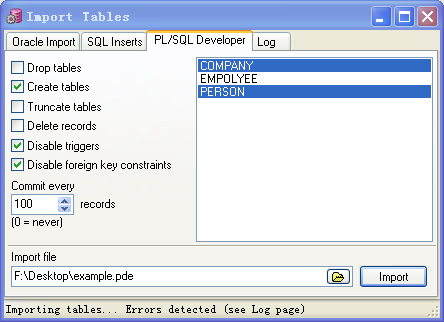 Import Tables
Oracle Import SQL Inserts PL/SQL Developer Log
Drop tables
Create tables
Truncate tables
Delete records
Disable triggers
Disable foreign key constraints
Commit every
100 records
(0 = never)
COMPANY
EMPOLYEE
PERSON
Import file
F:\Desktop\example.pde Import
Importing tables... Errors detected (see Log page)